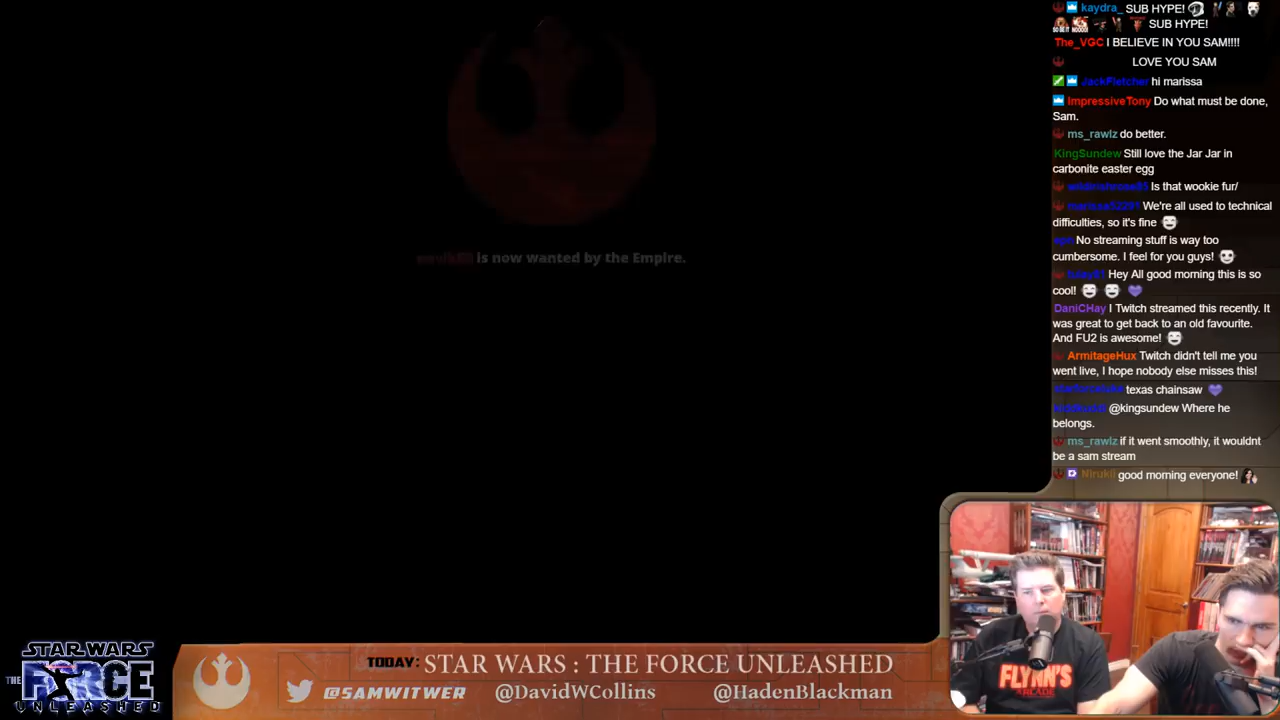 kaydra_ SUB HYPE!
SUB HYPE!
The_VGC I BELIEVE IN YOU SAM!!!!
LOVE YOU SAM
JackFletcher hi marissa
ImpressiveTony Do what must be done,
Sam.
ms_rawlz do better.
KingSundew Still love the Jar Jar in
carbonite easter egg
Is that wookie fur/
We're all used to technical
difficulties, so it's fine
No streaming stuff is way too
cumbersome. I feel for you guys!
Hey All good morning this is so
cool!
DaniCHay I Twitch streamed this recently. It
was great to get back to an old favourite.
And FU2 is awesome!
ArmitageHux Twitch didn't tell me you
went live, I hope nobody else misses this!
texas chainsaw
@kingsundew Where he
belongs.
ms_rawlz if it went smoothly, it wouldnt
be a sam stream
Nirukii good morning everyone!
is now wanted by the Empire.
FLYNN'S
ARCADE
STAR WARS
THE FORCE
UNLEASHED
TODAY: STAR WARS : THE FORCE UNLEASHED
@SAMWITWER @DavidWCollins @HadenBlackman